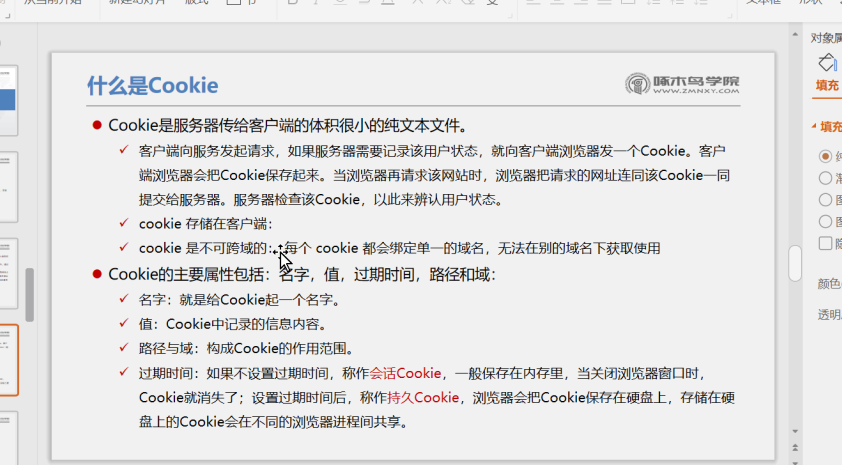 什么是Cookie
啄木鸟学院
WWW.ZMNXY.COM
Cookie是服务器传给客户端的体积很小的纯文本文件。
客户端向服务发起请求，如果服务器需要记录该用户状态，就向客户端浏览器发一个Cookie。客户
端浏览器会把Cookie保存起来。当浏览器再请求该网站时，浏览器把请求的网址连同该Cookie一同
提交给服务器。服务器检查该Cookie，以此来辨认用户状态。
cookie 存储在客户端：
cookie 是不可跨域的：每个 cookie 都会绑定单一的域名，无法在别的域名下获取使用
Cookie的主要属性包括：名字，值，过期时间，路径和域：
名字：就是给Cookie起一个名字。
值：Cookie中记录的信息内容。
路径与域：构成Cookie的作用范围。
过期时间：如果不设置过期时间，称作会话Cookie，一般保存在内存里，当关闭浏览器窗口时，
Cookie就消失了；设置过期时间后，称作持久Cookie，浏览器会把Cookie保存在硬盘上，存储在硬
盘上的Cookie会在不同的浏览器进程间共享。
对象属
填充
填充
颜色
透明